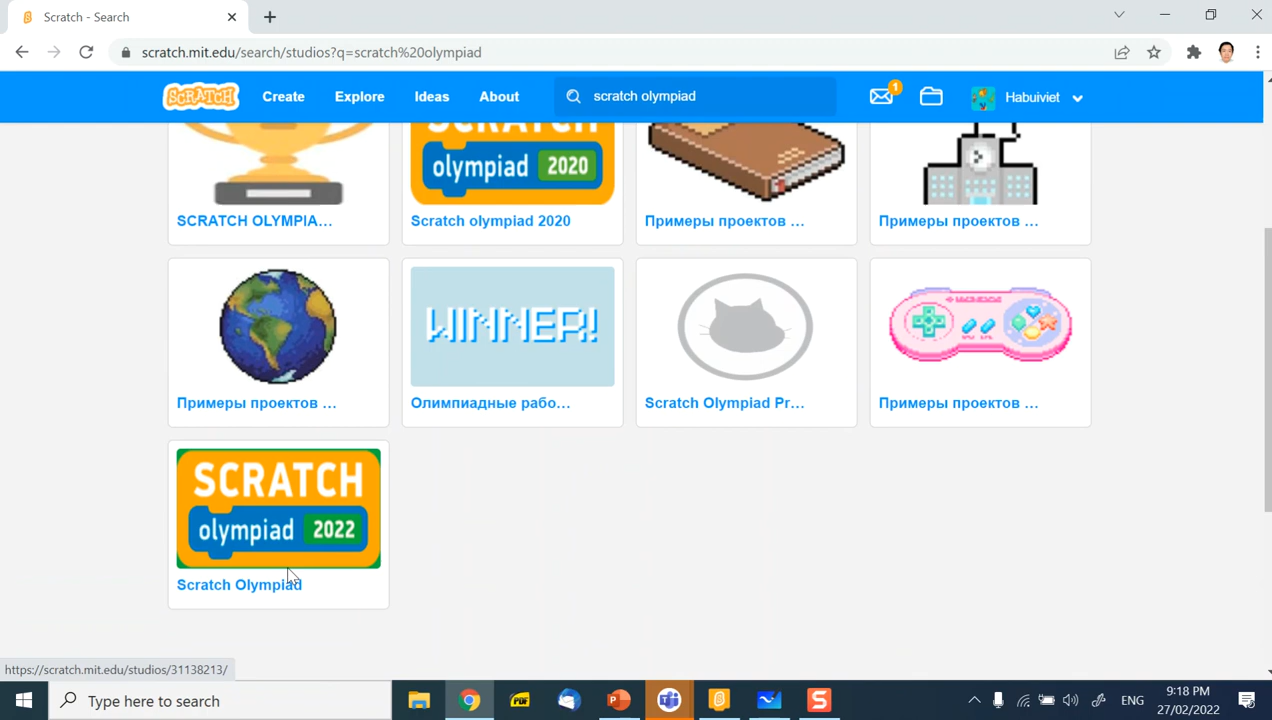 Scratch - Search
scratch.mit.edu/search/studios?q=scratch%20olympiad
SCRATCH
Create
Explore
Ideas
About
scratch olympiad
1
Habuiviet
SCRATCH
olympiad 2020
SCRATCH OLYMPIA...
Scratch olympiad 2020
Примеры проектов ...
Примеры проектов ...
WINNER!
Примеры проектов ...
Олимпиадные рабо...
Scratch Olympiad Pr...
Примеры проектов ...
SCRATCH
olympiad 2022
Scratch Olympiad
https://scratch.mit.edu/studios/31138213/
Type here to search
PDF
ENG
9:18 PM
27/02/2022